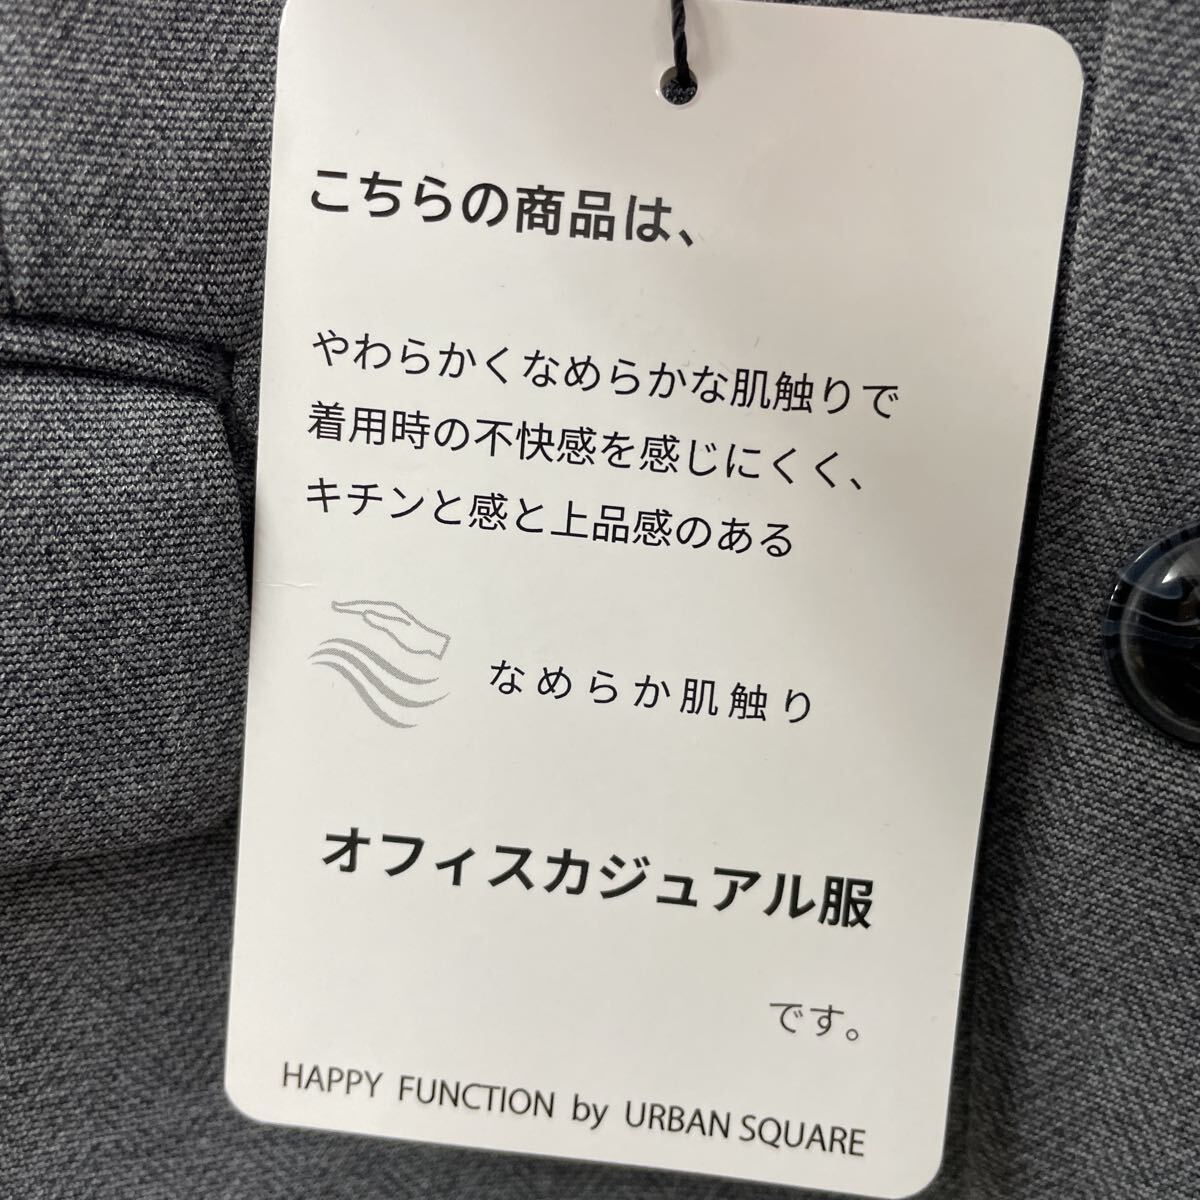 こちらの商品は、
やわらかくなめらかな肌触りで
着用時の不快感を感じにくく、
キチンと感と上品感のある
なめらか肌触り
オフィスカジュアル服
です。
HAPPY FUNCTION by URBAN SQUARE